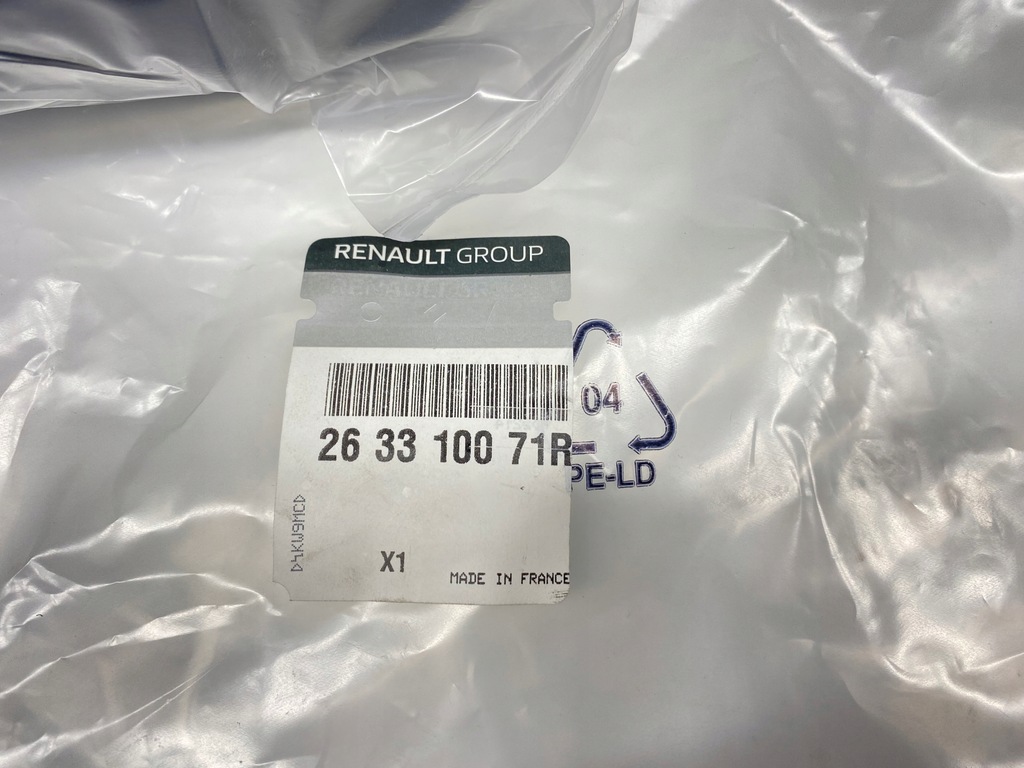 RENAULT GROUP
04
26 33 100 71R
PE-LD
X1
MADE IN FRANCE